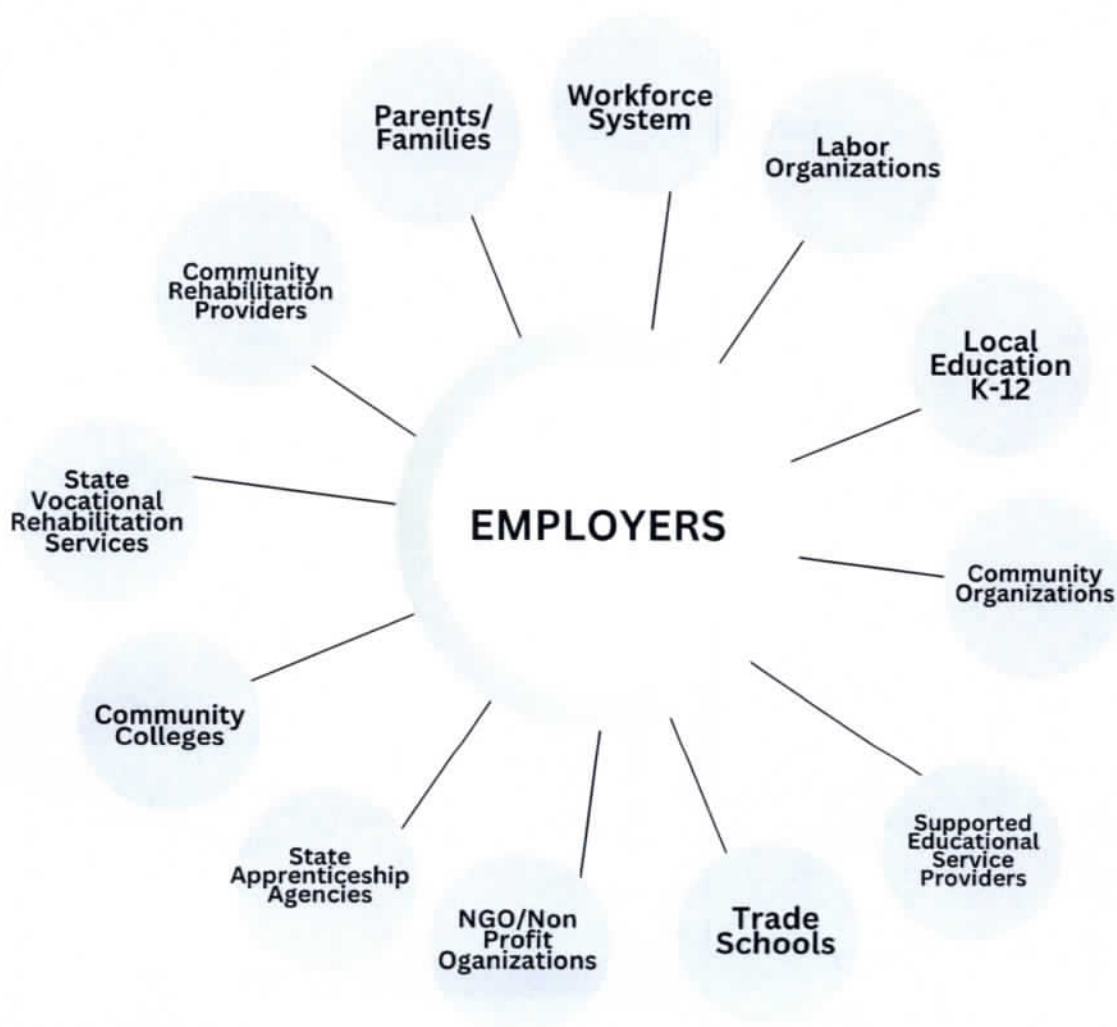 Workforce
System
Parents/
Families
Labor
Organizations
Community
Rehabilitation
Providers
Local
Education
K-12
State
Vocational
Rehabilitation
Services
EMPLOYERS
Community
Organizations
Community
Colleges
Supported
Educational
Service
Providers
State
Apprenticeship
Agencies
NGO/Non
Profit
Oganizations
Trade
Schools